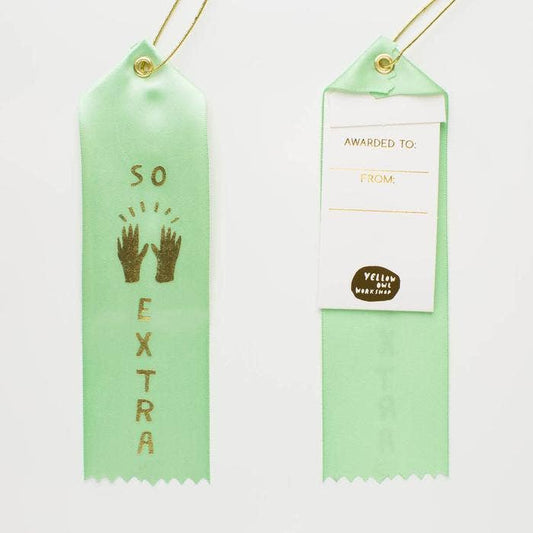 SO
EXTRA
AWARDED TO:
FROM:
YELLOW
OWL
WORKSHOP